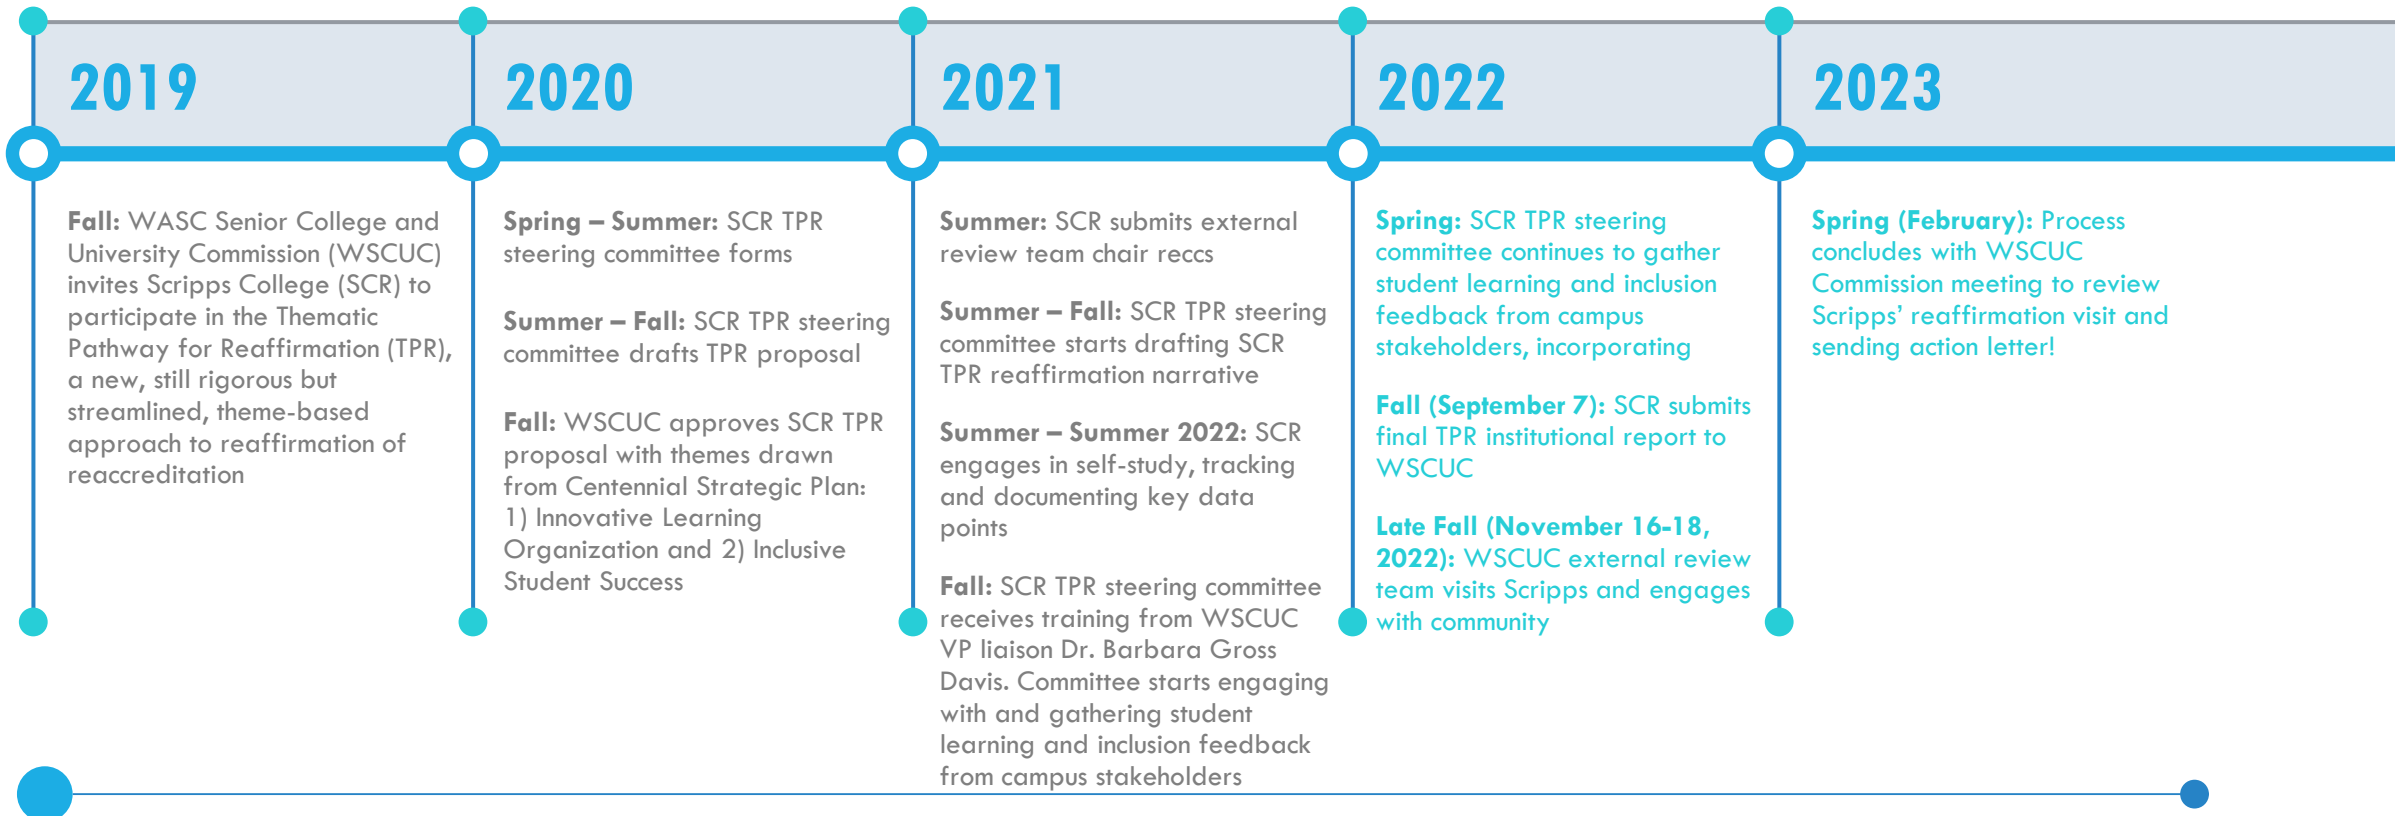 2019
Fall: WASC Senior College and
University Commission (WSCUC)
invites Scripps College (SCR) to
participate in the Thematic
Pathway for Reaffirmation (TPR),
a new, still rigorous but
streamlined, theme-based
approach to reaffirmation of
reaccreditation
2020
Spring – Summer: SCR TPR
steering committee forms
Summer – Fall: SCR TPR steering
committee drafts TPR proposal
Fall: WSCUC approves SCR TPR
proposal with themes drawn
from Centennial Strategic Plan:
1) Innovative Learning
Organization and 2) Inclusive
Student Success
2021
Summer: SCR submits external
review team chair reccs
Summer – Fall: SCR TPR steering
committee starts drafting SCR
TPR reaffirmation narrative
Summer – Summer 2022: SCR
engages in self-study, tracking
and documenting key data
points
Fall: SCR TPR steering committee
receives training from WSCUC
VP liaison Dr. Barbara Gross
Davis. Committee starts engaging
with and gathering student
learning and inclusion feedback
from campus stakeholders
2022
Spring: SCR TPR steering
committee continues to gather
student learning and inclusion
feedback from campus
stakeholders, incorporating
Fall (September 7): SCR submits
final TPR institutional report to
WSCUC
Late Fall (November 16-18,
2022): WSCUC external review
team visits Scripps and engages
with community
2023
Spring (February): Process
concludes with WSCUC
Commission meeting to review
Scripps’ reaffirmation visit and
sending action letter!